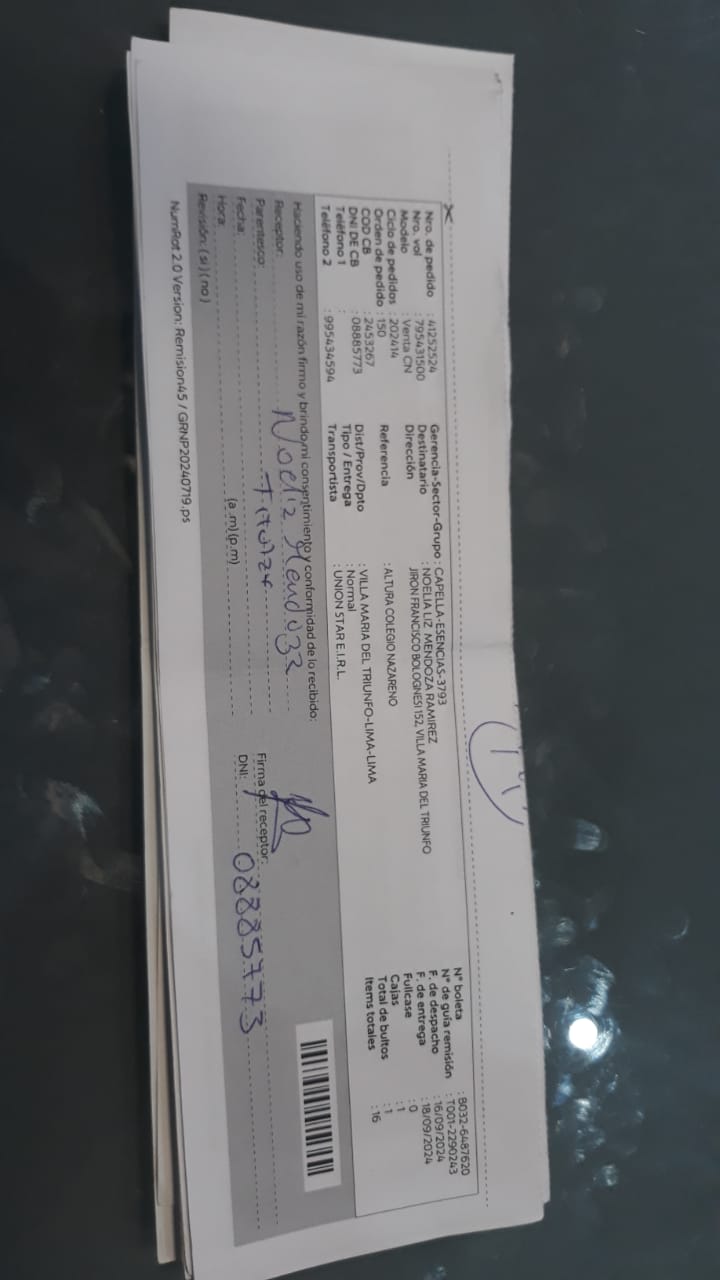 Nro. de pedido : 41252524
Nro. vol : 795431500
Modelo : Venta CN
Ciclo de pedidos : 202414
Orden de pedido : 150
COD CB : 2453267
DNI DE CB : 08885773
Teléfono 1 :
Teléfono 2 : 995434594
Gerencia-Sector-Grupo : CAPELLA-ESENCIAS-3793
Destinatario : NOELIA LIZ MENDOZA RAMIREZ
Dirección JIRON FRANCISCO BOLOGNESI 152, VILLA MARIA DEL TRIUNFO
Referencia : ALTURA COLEGIO NAZARENO
Dist/Prov/Dpto : VILLA MARIA DEL TRIUNFO-LIMA-LIMA
Tipo / Entrega : Normal
Transportista : UNION STAR E.I.R.L.
N° boleta : B032-6487620
N° de guía remisión : T001-2290243
F. de despacho : 16/09/2024
F. de entrega : 18/09/2024
Fullcase : 0
Cajas : 1
Total de bultos : 1
Items totales : 16
Haciendo uso de mi razón firmo y brindo mi consentimiento y conformidad de lo recibido:
Receptor: Noeliz Mendoza
Parentesco: Titular
Fecha:
Hora: (a .m) (p.m)
Revisión: ( si ) ( no )
Firma del receptor:
DNI: 08885773
NumRot 2.0 Version: Remision45 / GRNP20240719.ps